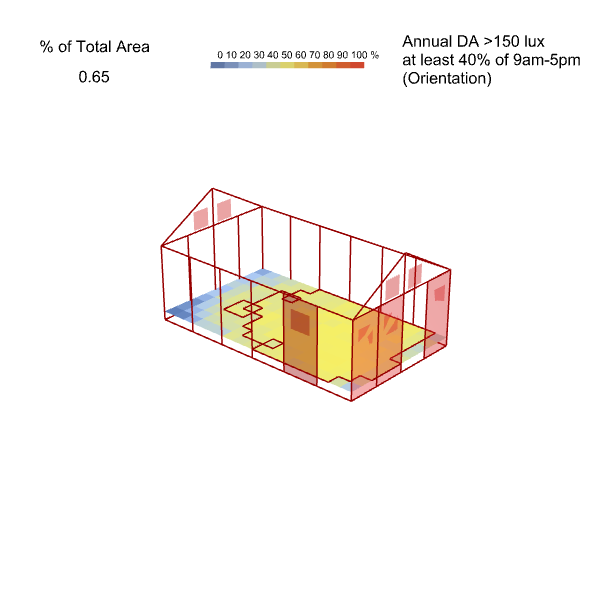 % of Total Area
0.65
0 10 20 30 40 50 60 70 80 90 100 %
Annual DA >150 lux
at least 40% of 9am-5pm
(Orientation)